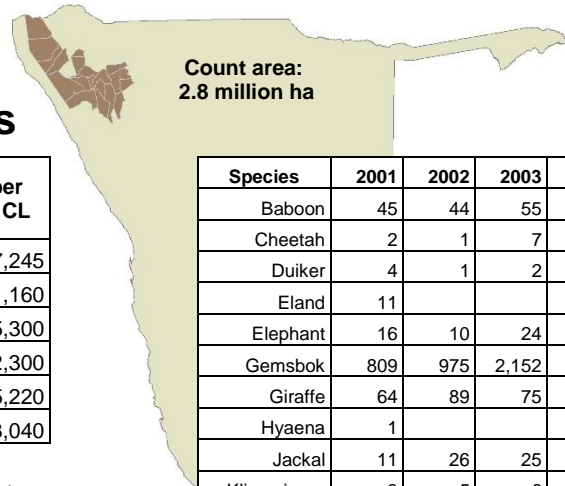 Count area:
2.8 million ha
s
CL
,160
,300
,300
,220
,040
Species 2001 2002 2003
Baboon 45 44 55
Cheetah 2 1 7
Duiker 4 1 2
Eland 11
Elephant 16 10 24
Gemsbok 809 975 2,152
Giraffe 64 89 75
Hyaena 1
Jackal 11 26 25